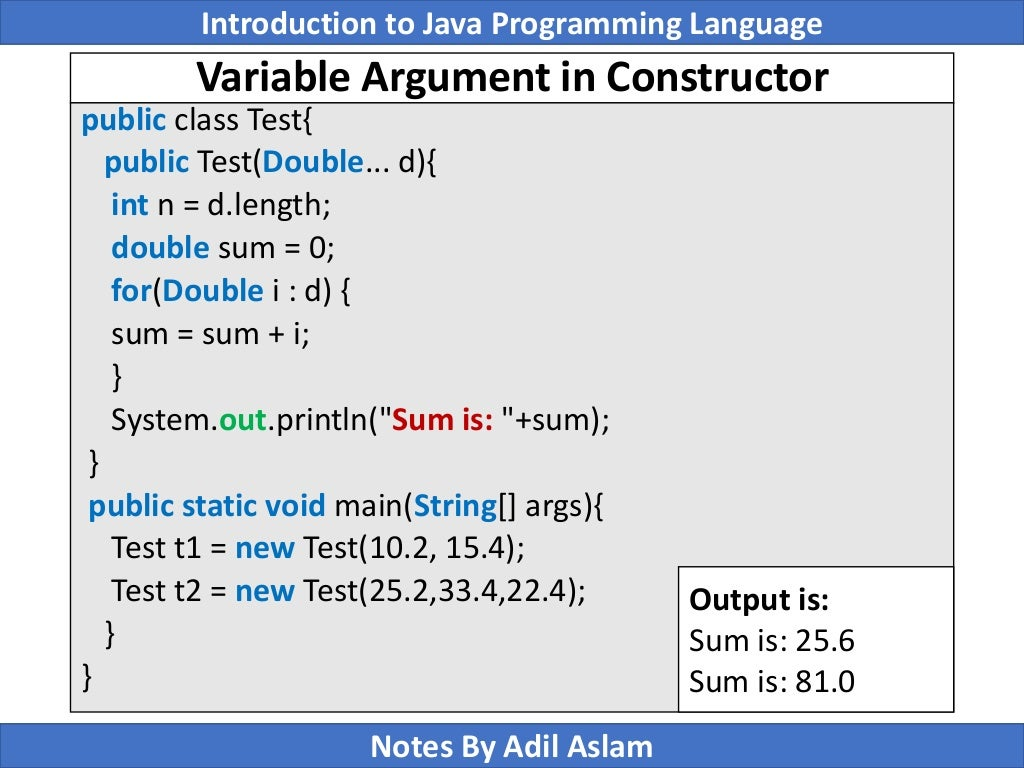 Introduction to Java Programming Language
Variable Argument in Constructor
public class Test{
public Test(Double... d){
int n = d.length;
double sum = 0;
for(Double i : d) {
sum = sum + i;
}
System.out.println("Sum is: "+sum);
}
public static void main(String[] args){
Test t1 = new Test(10.2, 15.4);
Test t2 = new Test(25.2,33.4,22.4);
}
}
Output is:
Sum is: 25.6
Sum is: 81.0
Notes By Adil Aslam